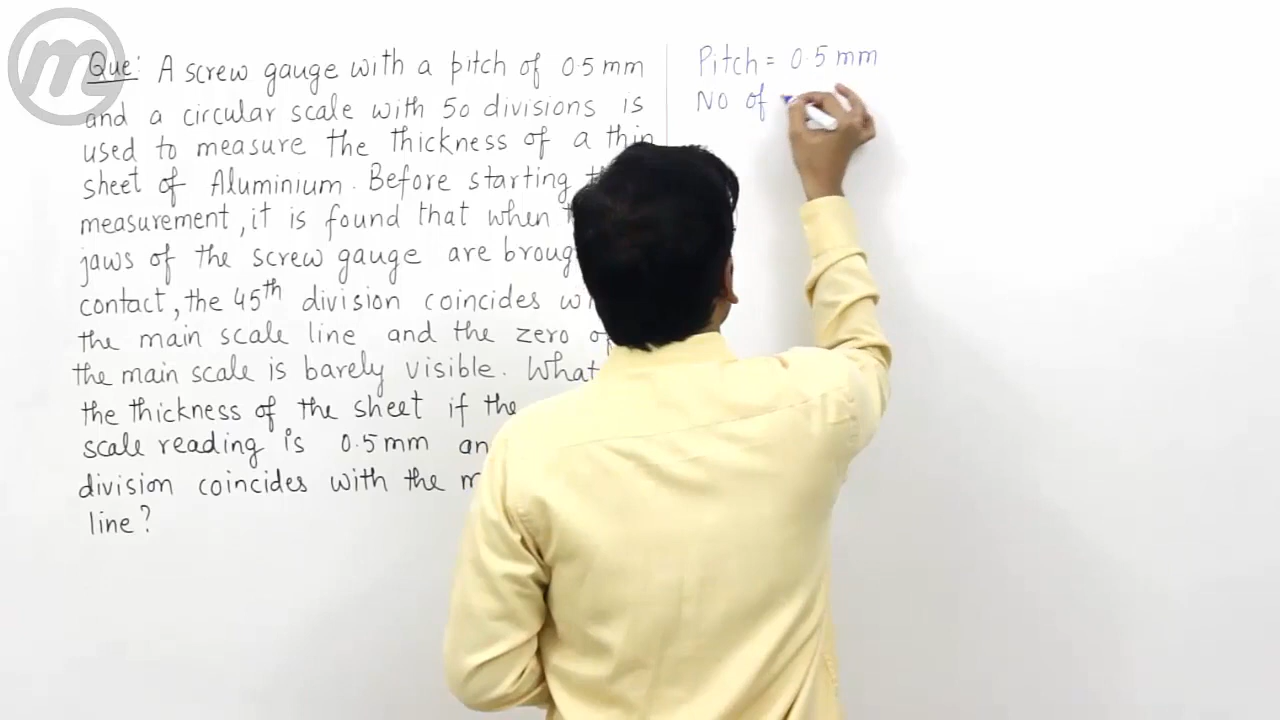 m
Que: A screw gauge with a pitch of 0.5 mm
and a circular scale with 50 divisions is
used to measure the thickness of a thin
sheet of Aluminium. Before starting
measurement, it is found that when
jaws of the screw gauge are
contact, the 45th division coincides
the main scale line and the zero
the main scale is barely visible. What
the thickness of the sheet if the
scale reading is 0.5 mm
division coincides with the
line?
Pitch = 0.5 mm
No of